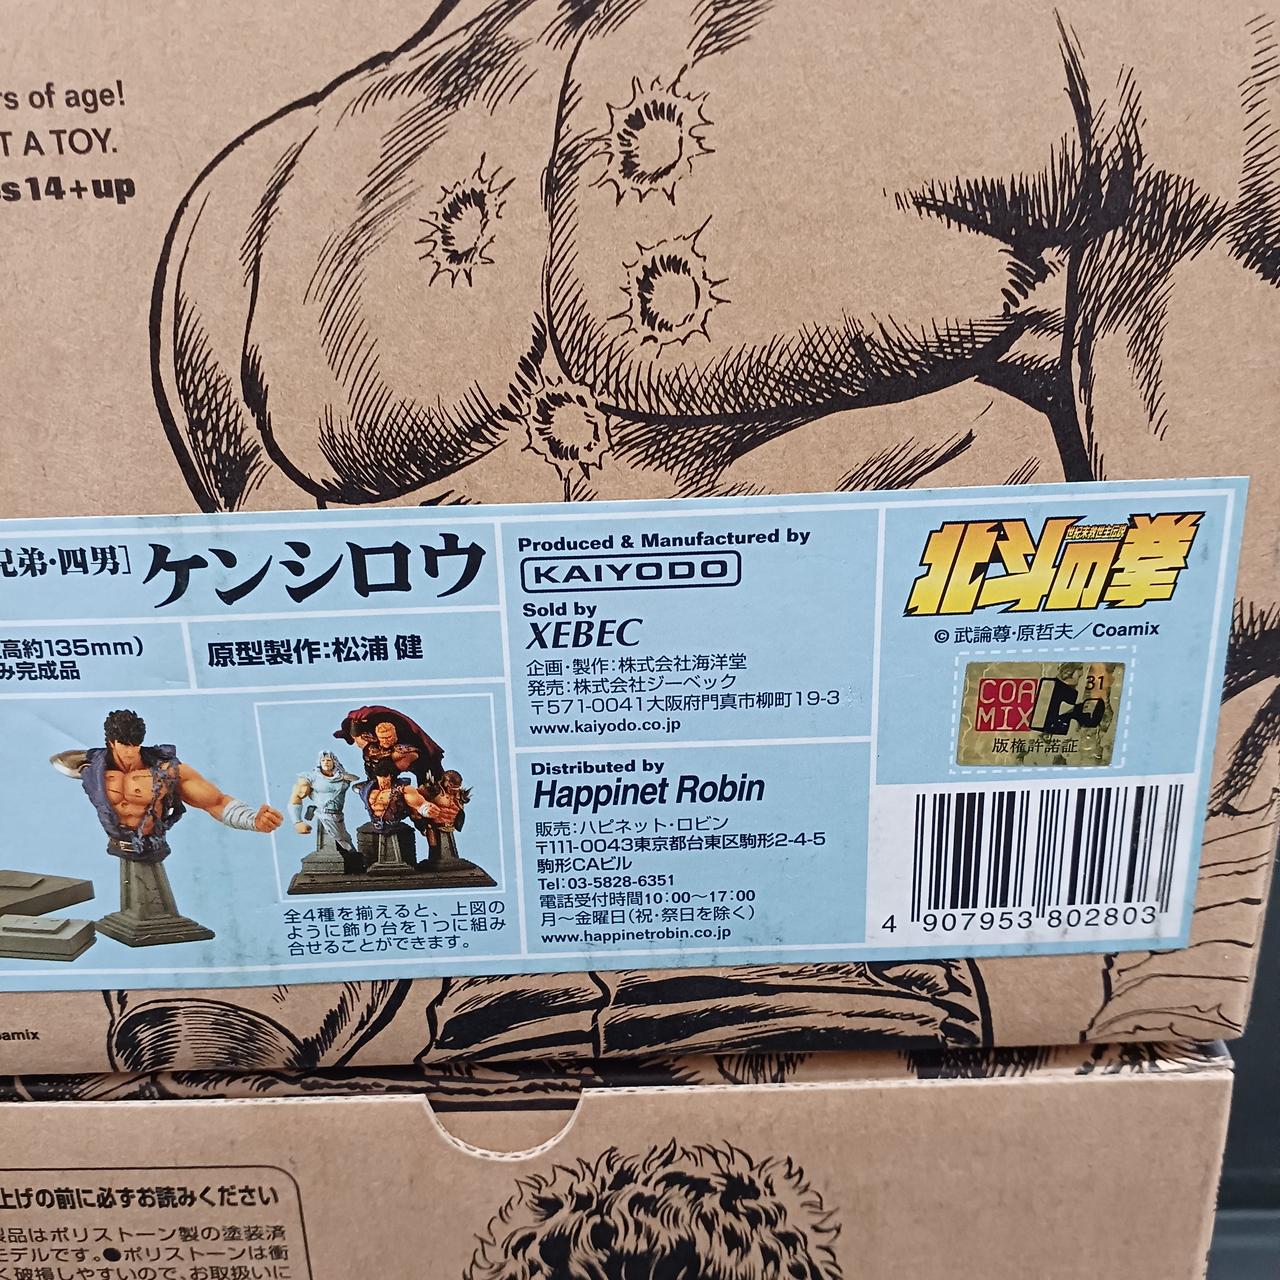 rs of age!
T A TOY.
es 14+up
兄弟・四男］ケンシロウ
高約135mm）
み完成品
原型製作：松浦 健
全4種を揃えると、上図の
ように飾り台を1つに組み
合せることができます。
Produced & Manufactured by
KAIYODO
Sold by
XEBEC
企画・製作：株式会社海洋堂
発売：株式会社ジーベック
〒571-0041大阪府門真市柳町19-3
www.kaiyodo.co.jp
Distributed by
Happinet Robin
販売：ハピネット・ロビン
〒111-0043東京都台東区駒形2-4-5
駒形CAビル
Tel:03-5828-6351
電話受付時間10:00〜17:00
月〜金曜日（祝・祭日を除く）
www.happinetrobin.co.jp
世紀末救世主伝説
北斗の拳
© 武論尊・原哲夫／Coamix
COA
MIX
31
版権許諾証
4 907953 802803
oamix
上げの前に必ずお読みください
製品はポリストーン製の塗装済
モデルです。●ポリストーンは衝
く破損しやすいので、お取扱いに